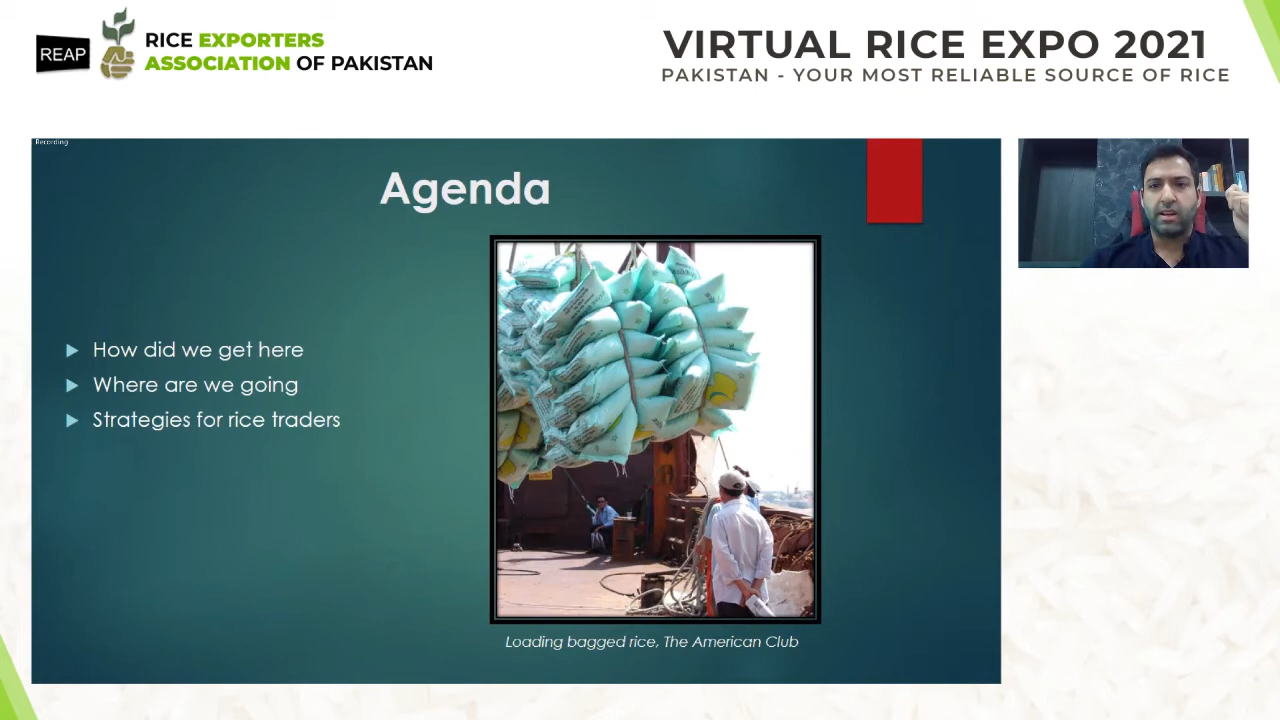 REAP
RICE EXPORTERS
ASSOCIATION OF PAKISTAN
VIRTUAL RICE EXPO 2021
PAKISTAN - YOUR MOST RELIABLE SOURCE OF RICE
Recording
Agenda
How did we get here
Where are we going
Strategies for rice traders
Loading bagged rice, The American Club